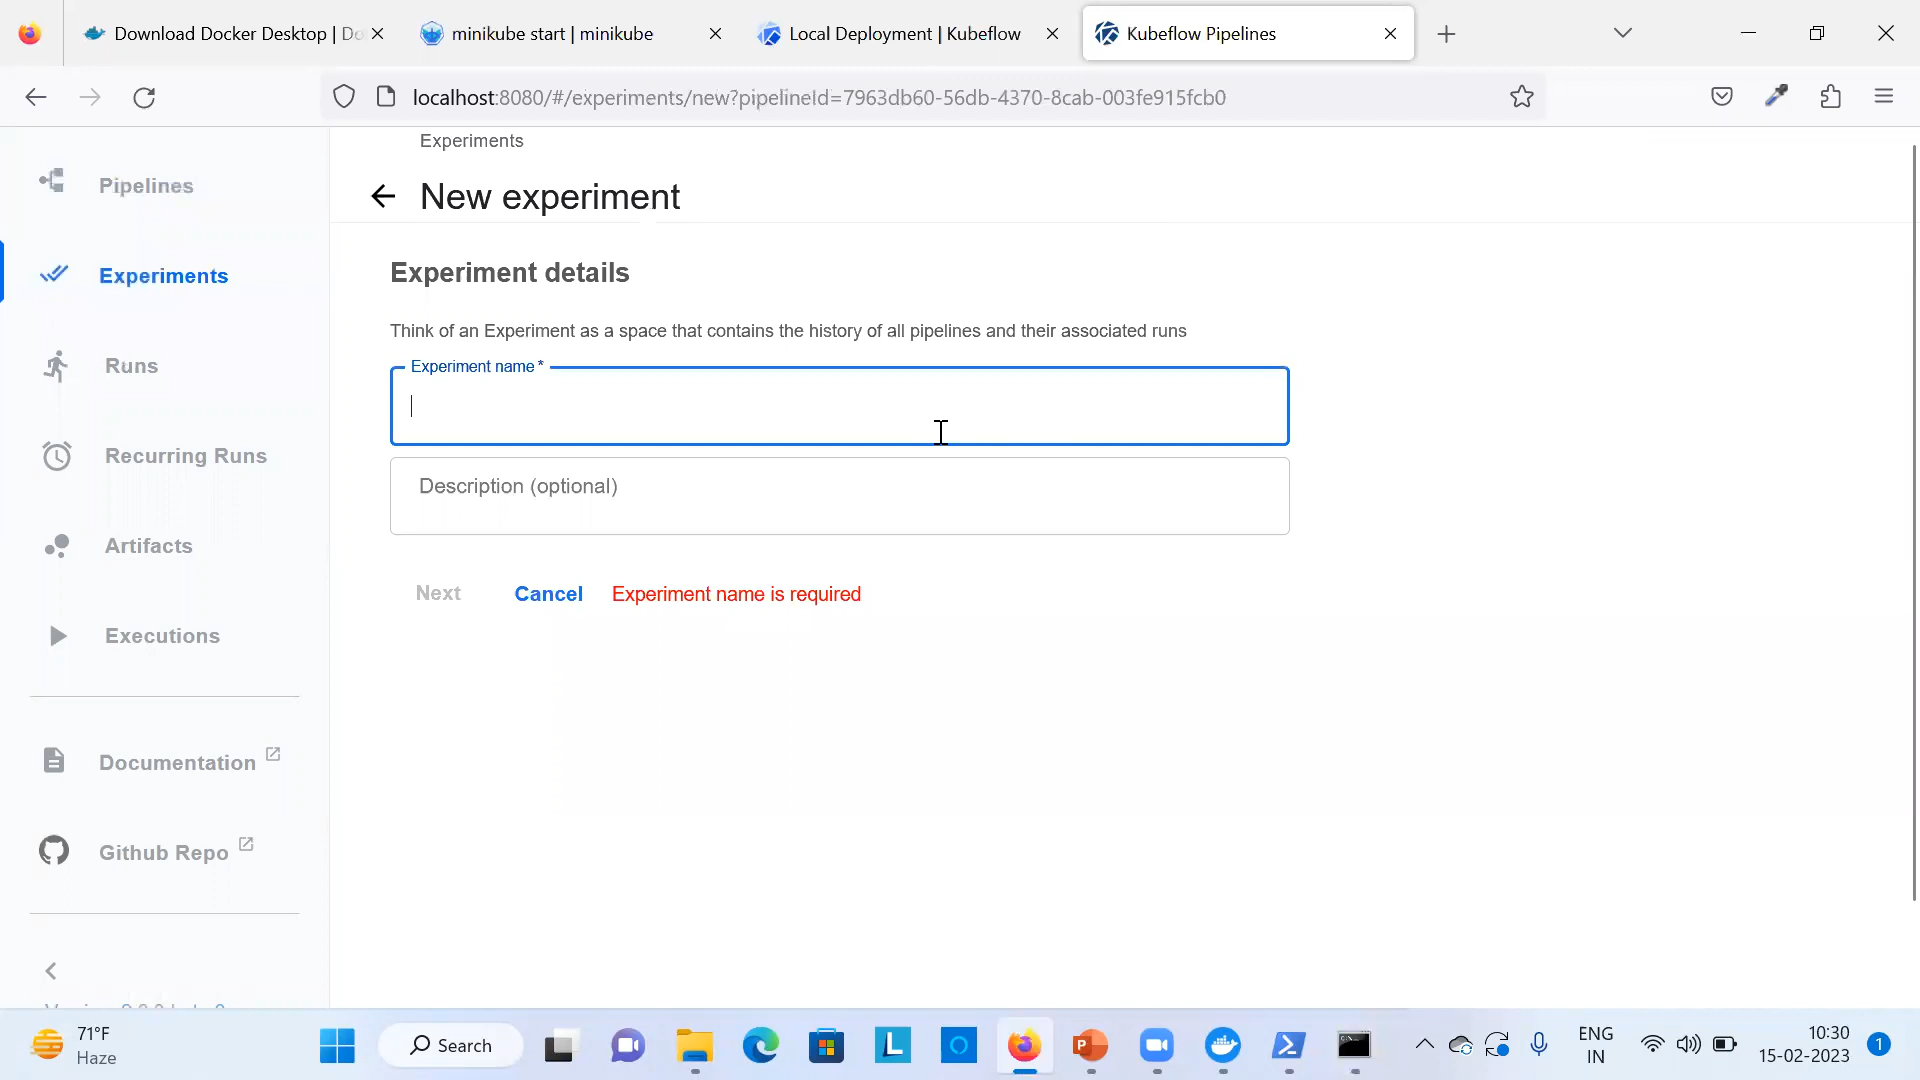 Download Docker Desktop | Do
minikube start | minikube
Local Deployment | Kubeflow
Kubeflow Pipelines
localhost:8080/#/experiments/new?pipelineId=7963db60-56db-4370-8cab-003fe915fcb0
Experiments
New experiment
Pipelines
Experiments
Runs
Recurring Runs
Artifacts
Executions
Documentation
Github Repo
Experiment details
Think of an Experiment as a space that contains the history of all pipelines and their associated runs
Experiment name *
Description (optional)
Next
Cancel
Experiment name is required
71°F
Haze
Search
ENG
IN
10:30
15-02-2023
1